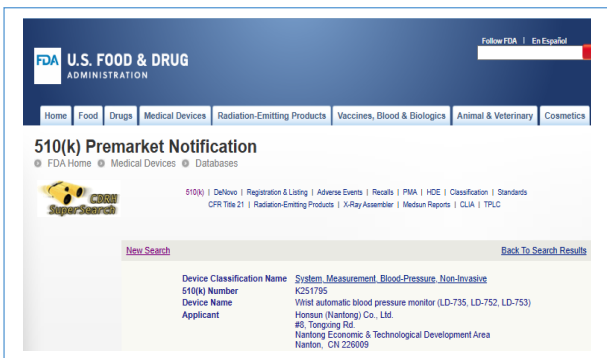 Follow FDA | En Español
FDA U.S. FOOD & DRUG
ADMINISTRATION
Home Food Drugs Medical Devices Radiation-Emitting Products Vaccines, Blood & Biologics Animal & Veterinary Cosmetics
510(k) Premarket Notification
FDA Home Medical Devices Databases
CDRH
SuperSearch
510(k) | DeNovo | Registration & Listing | Adverse Events | Recalls | PMA | HDE | Classification | Standards
CFR Title 21 | Radiation-Emitting Products | X-Ray Assembler | Medsun Reports | CLIA | TPLC
New Search Back To Search Results
Device Classification Name System, Measurement, Blood-Pressure, Non-Invasive
510(k) Number K251795
Device Name Wrist automatic blood pressure monitor (LD-735, LD-752, LD-753)
Applicant Honsun (Nantong) Co., Ltd.
#8, Tongxing Rd.
Nantong Economic & Technological Development Area
Nanton, CN 226009